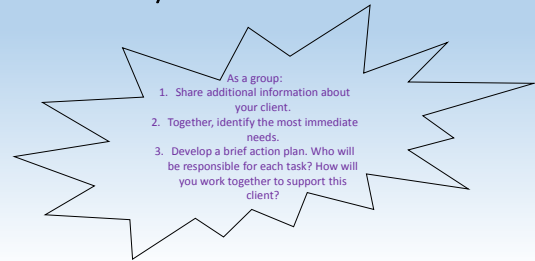 As a group:
1. Share additional information about
your client.
2. Together, identify the most immediate
needs.
3. Develop a brief action plan. Who will
be responsible for each task? How will
you work together to support this
client?